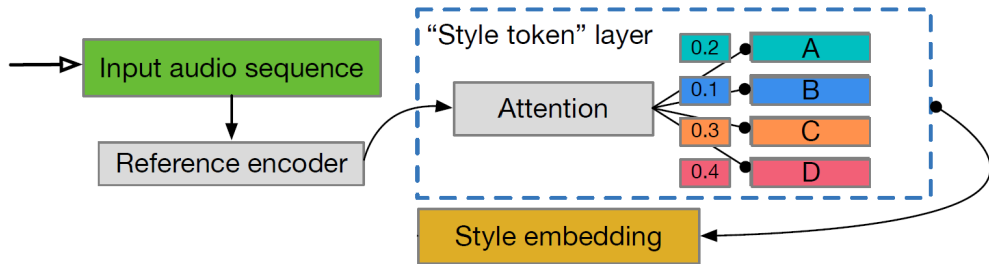 “Style token” layer
Input audio sequence
Reference encoder
Attention
0.2 A
0.1 B
0.3 C
0.4 D
Style embedding